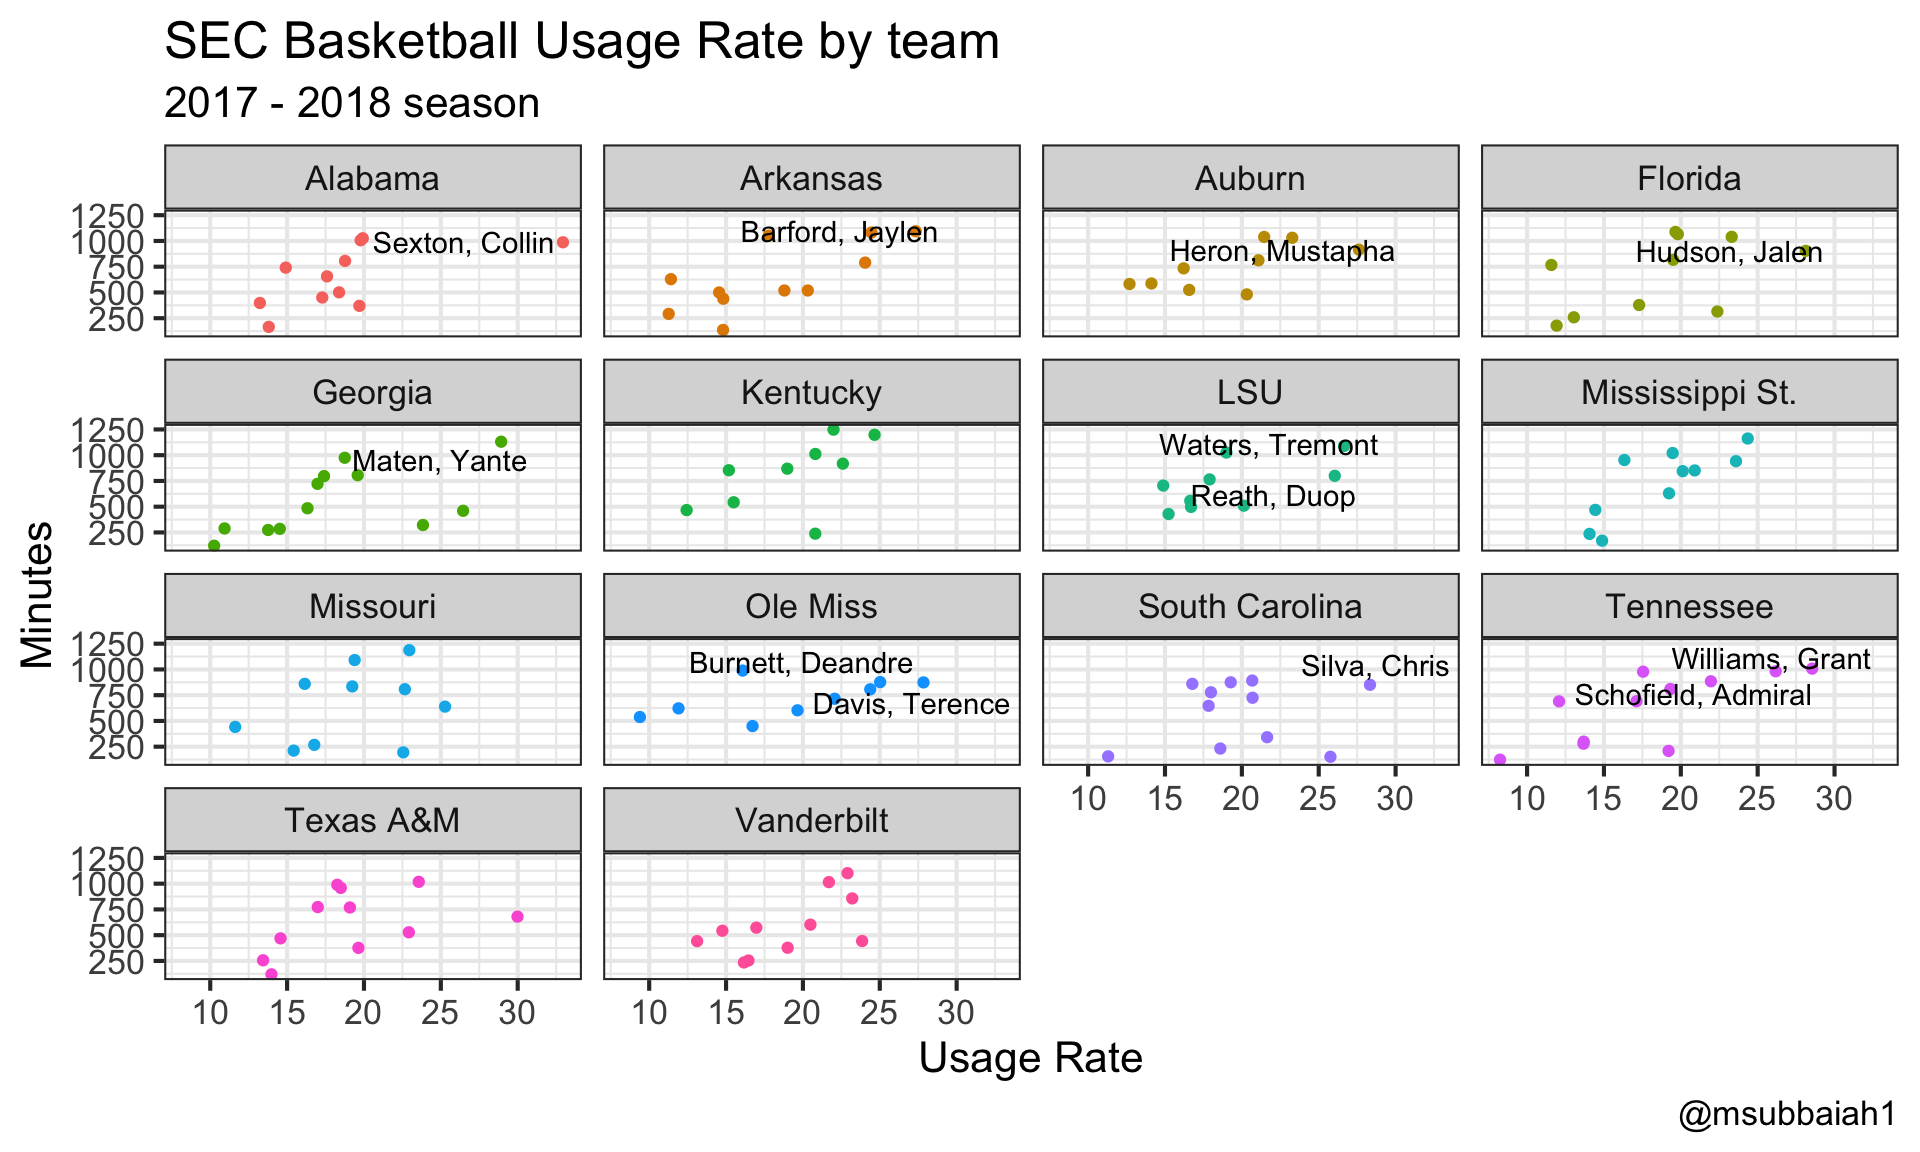 SEC Basketball Usage Rate by team
2017 - 2018 season
Alabama Arkansas Auburn Florida
1250
1000
750
500
250
Sexton, Collin
Barford, Jaylen
Heron, Mustapha
Hudson, Jalen
Georgia Kentucky LSU Mississippi St.
1250
1000
750
500
250
Maten, Yante
Waters, Tremont
Reath, Duop
Missouri Ole Miss South Carolina Tennessee
1250
1000
750
500
250
Burnett, Deandre
Davis, Terence
Silva, Chris
Williams, Grant
Schofield, Admiral
10 15 20 25 30 10 15 20 25 30
Texas A&M Vanderbilt
1250
1000
750
500
250
10 15 20 25 30 10 15 20 25 30
Minutes
Usage Rate
@msubbaiah1